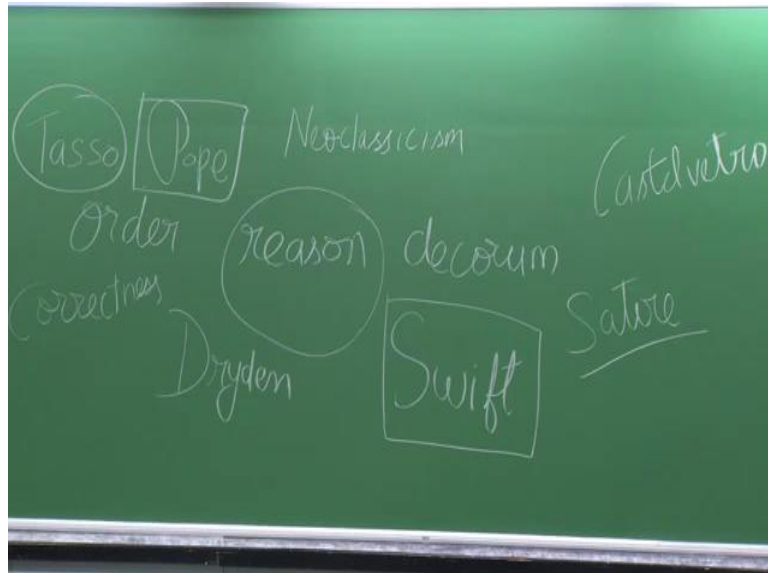 Tasso Pope Neoclassicism
Castelvetro
Order reason decorum
Correctness
Satire
Dryden Swift